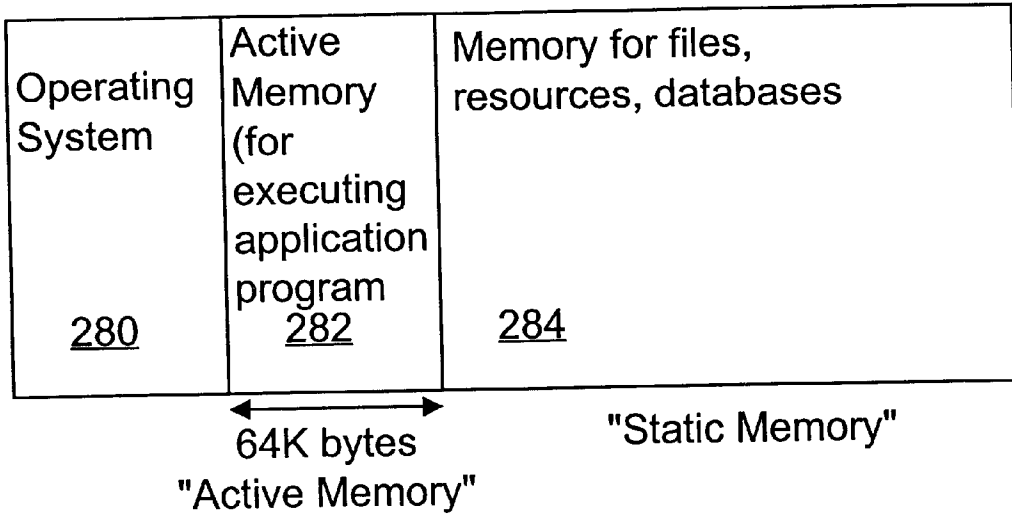 Operating
System
280
Active
Memory
(for
executing
application
program
282
Memory for files,
resources, databases
284
64K bytes
"Active Memory"
"Static Memory"